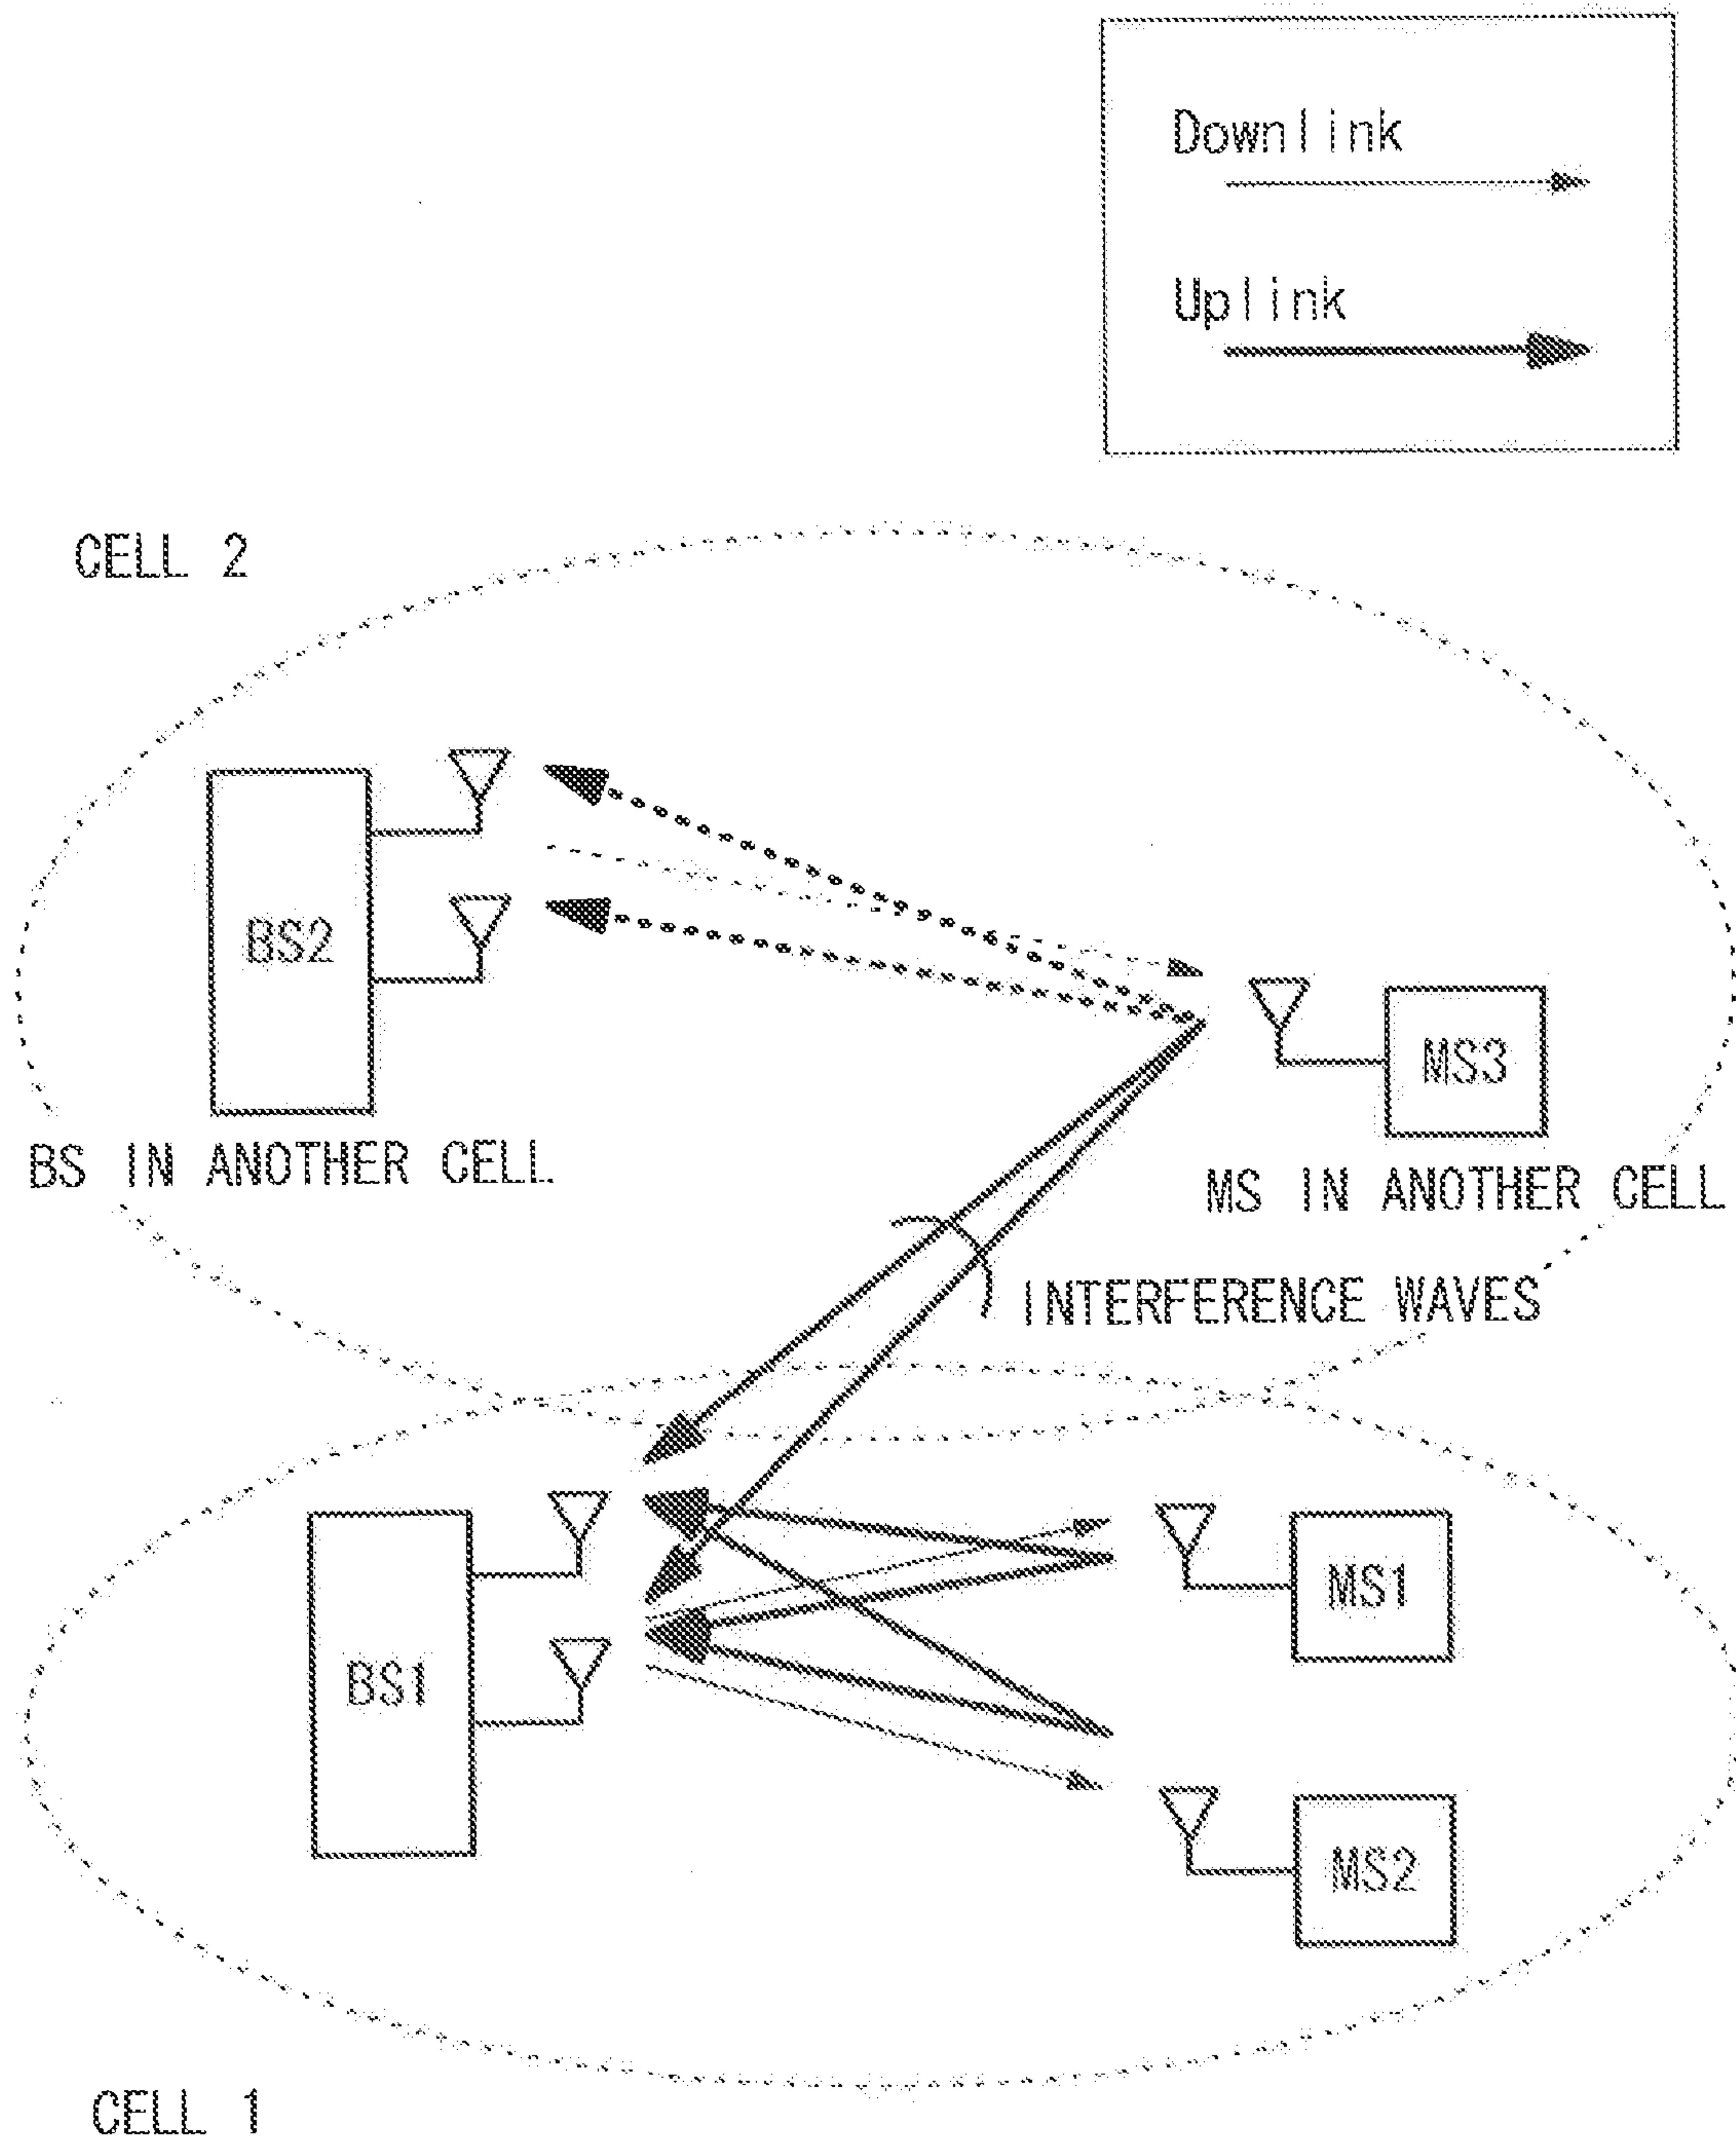 Downlink
Uplink
CELL 2
BS2
MS3
BS IN ANOTHER CELL
MS IN ANOTHER CELL
INTERFERENCE WAVES
MS1
BS1
MS2
CELL 1